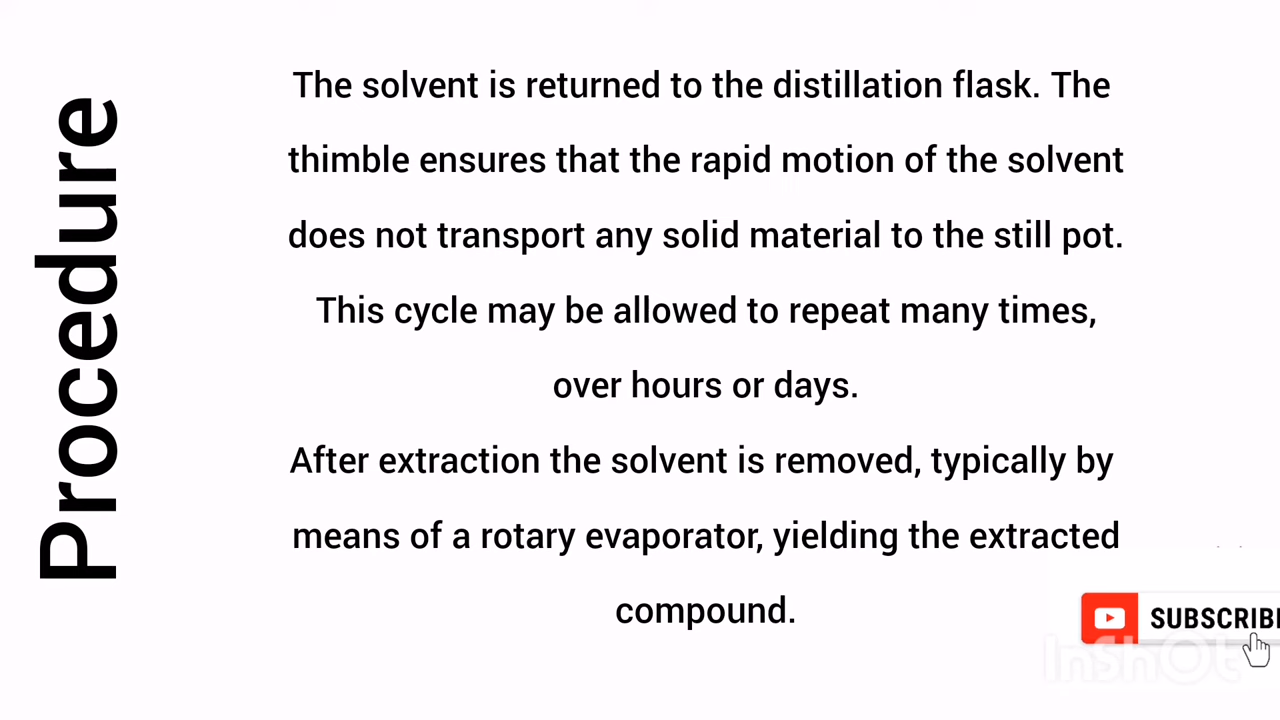 Procedure
The solvent is returned to the distillation flask. The
thimble ensures that the rapid motion of the solvent
does not transport any solid material to the still pot.
This cycle may be allowed to repeat many times,
over hours or days.
After extraction the solvent is removed, typically by
means of a rotary evaporator, yielding the extracted
compound.
SUBSCRIBE
InShOt